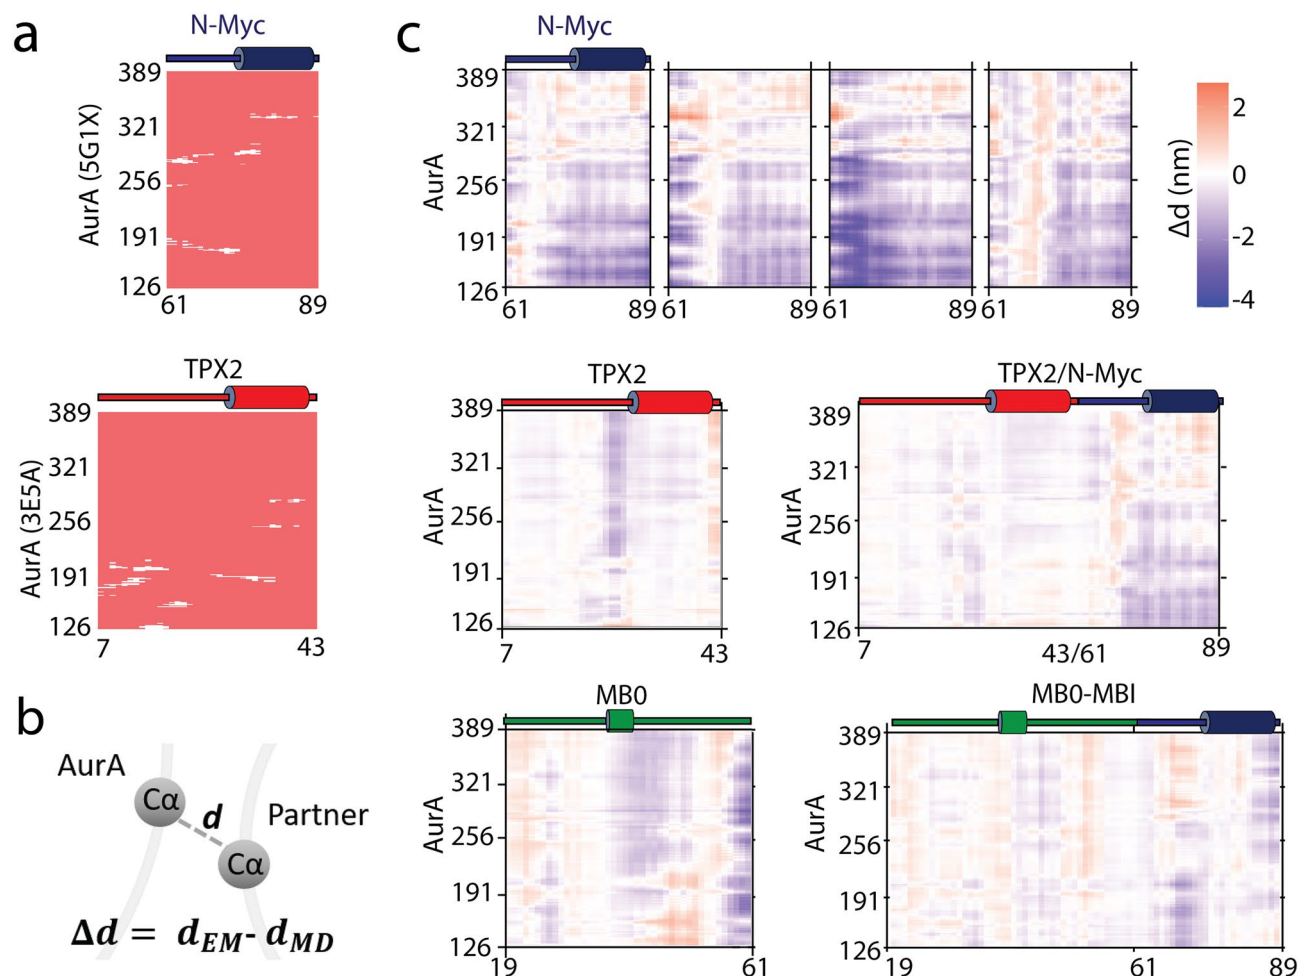 a
N-Myc
389
321
256
191
126
AurA (5G1X)
61 89
TPX2
389
321
256
191
126
AurA (3E5A)
7 43
b
AurA
Cα
d
Partner
Cα
Δd = dEM- dMD
c
N-Myc
389
321
256
191
126
AurA
61 89 61 89 61 89 61 89
2
0
-2
-4
Δd (nm)
TPX2
389
321
256
191
126
AurA
7 43
TPX2/N-Myc
389
321
256
191
126
AurA
7 43/61 89
MB0
389
321
256
191
126
AurA
19 61
MB0-MBI
389
321
256
191
126
AurA
19 61 89